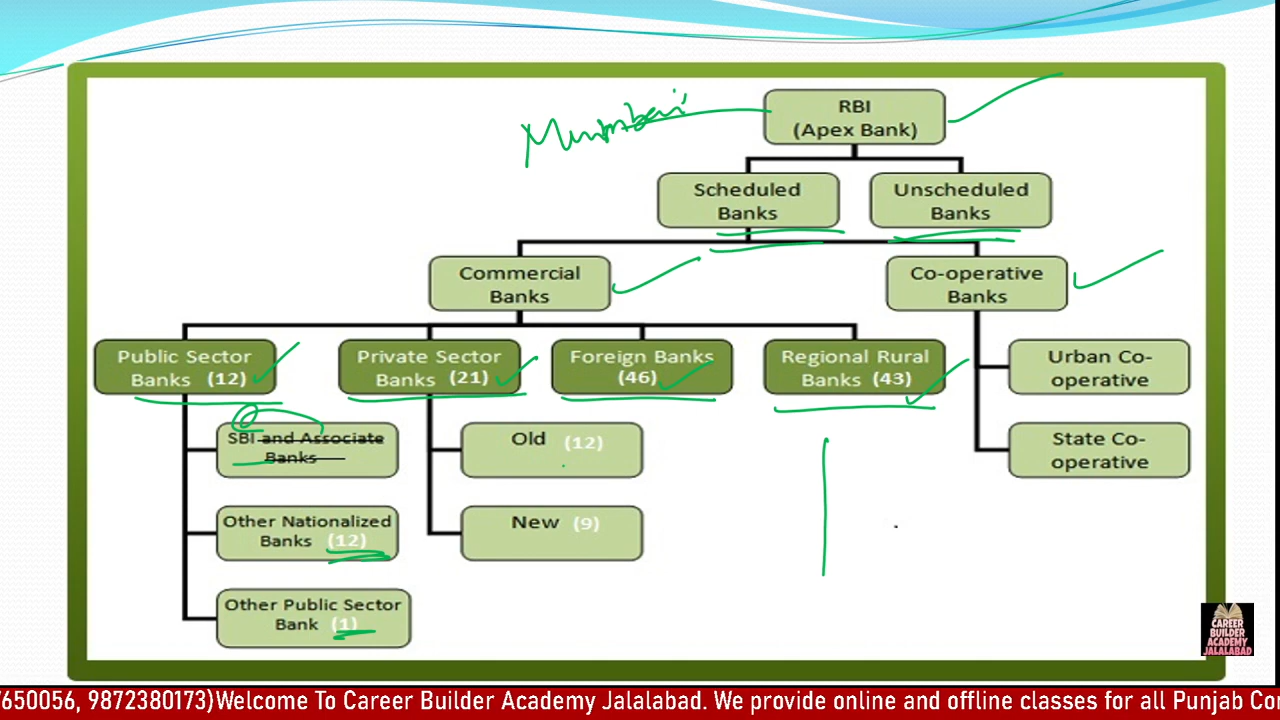 RBI
(Apex Bank)
Mumbai
Scheduled
Banks
Unscheduled
Banks
Commercial
Banks
Co-operative
Banks
Public Sector
Banks (12)
Private Sector
Banks (21)
Foreign Banks
(46)
Regional Rural
Banks (43)
Urban Co-
operative
SBI and Associate
Banks
Old (12)
State Co-
operative
Other Nationalized
Banks (12)
New (9)
Other Public Sector
Bank (1)
CAREER
BUILDER
ACADEMY
JALALABAD
7650056, 9872380173)Welcome To Career Builder Academy Jalalabad. We provide online and offline classes for all Punjab Co